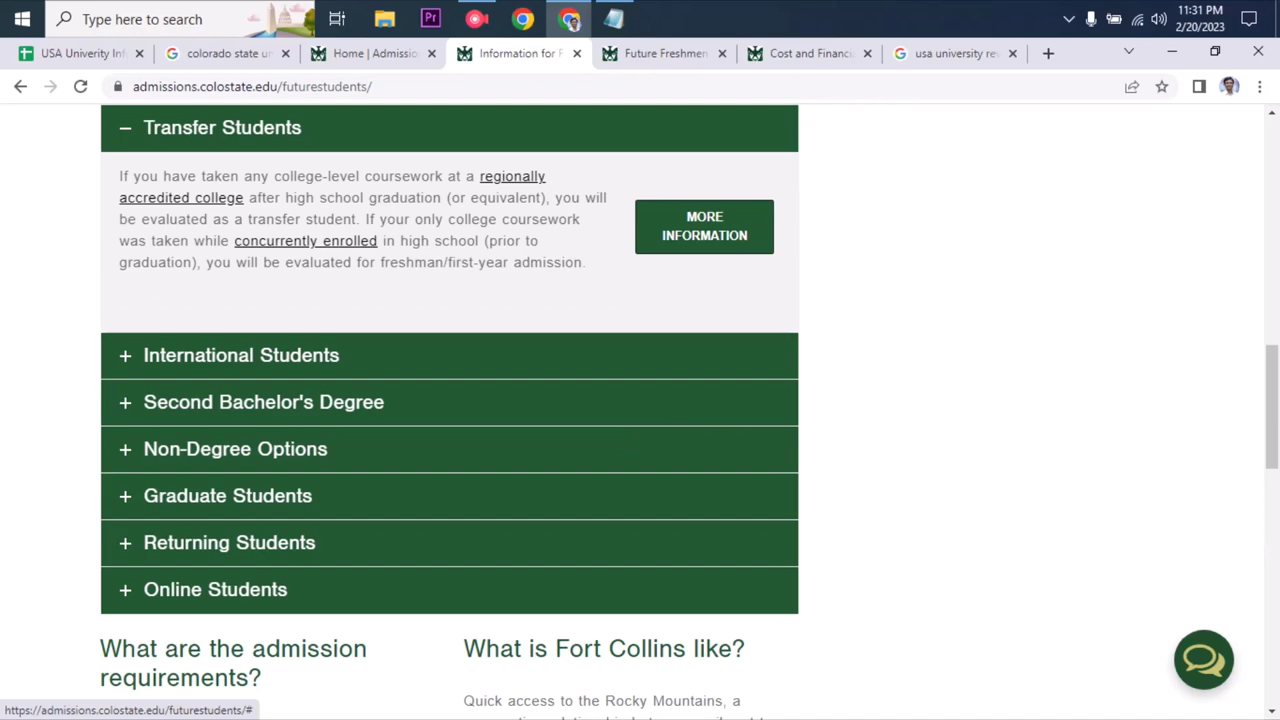 Type here to search
Pr
11:31 PM
2/20/2023
USA Univerity Inf
colorado state un
Home | Admissio
Information for F
Future Freshmen
Cost and Financi
usa university re
admissions.colostate.edu/futurestudents/
− Transfer Students
If you have taken any college-level coursework at a regionally
accredited college after high school graduation (or equivalent), you will
be evaluated as a transfer student. If your only college coursework
was taken while concurrently enrolled in high school (prior to
graduation), you will be evaluated for freshman/first-year admission.
MORE
INFORMATION
+ International Students
+ Second Bachelor's Degree
+ Non-Degree Options
+ Graduate Students
+ Returning Students
+ Online Students
What are the admission
requirements?
What is Fort Collins like?
Quick access to the Rocky Mountains, a
https://admissions.colostate.edu/futurestudents/#